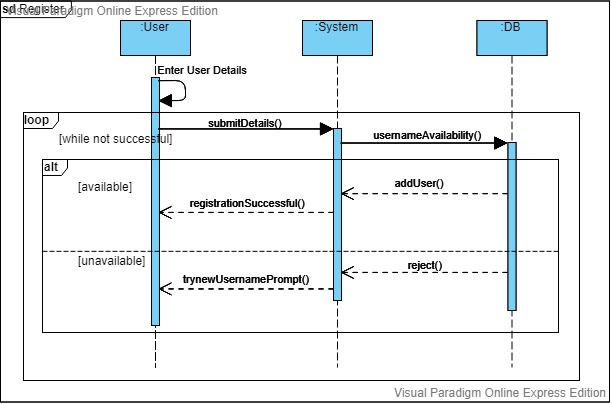 sd Register
Visual Paradigm Online Express Edition
:User
:System
:DB
Enter User Details
loop
submitDetails()
[while not successful]
usernameAvailability()
alt
[available]
addUser()
registrationSuccessful()
[unavailable]
reject()
trynewUsernamePrompt()
Visual Paradigm Online Express Edition